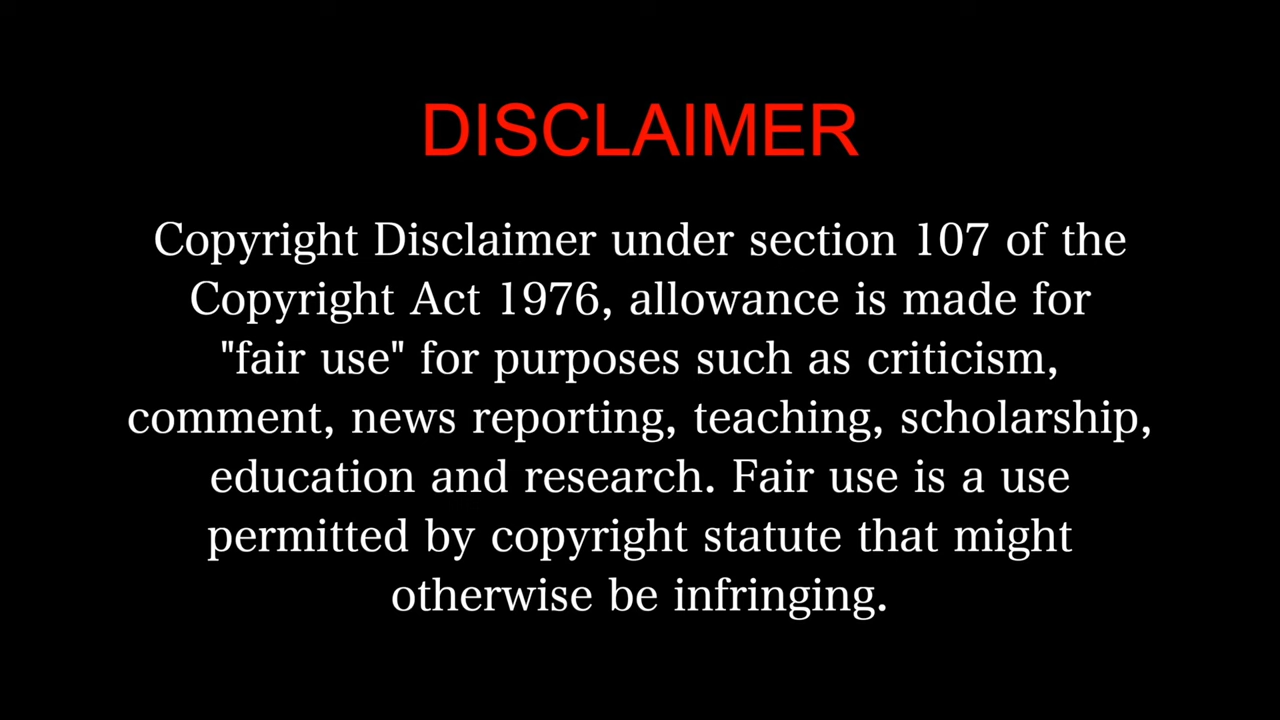 DISCLAIMER
Copyright Disclaimer under section 107 of the
Copyright Act 1976, allowance is made for
"fair use" for purposes such as criticism,
comment, news reporting, teaching, scholarship,
education and research. Fair use is a use
permitted by copyright statute that might
otherwise be infringing.